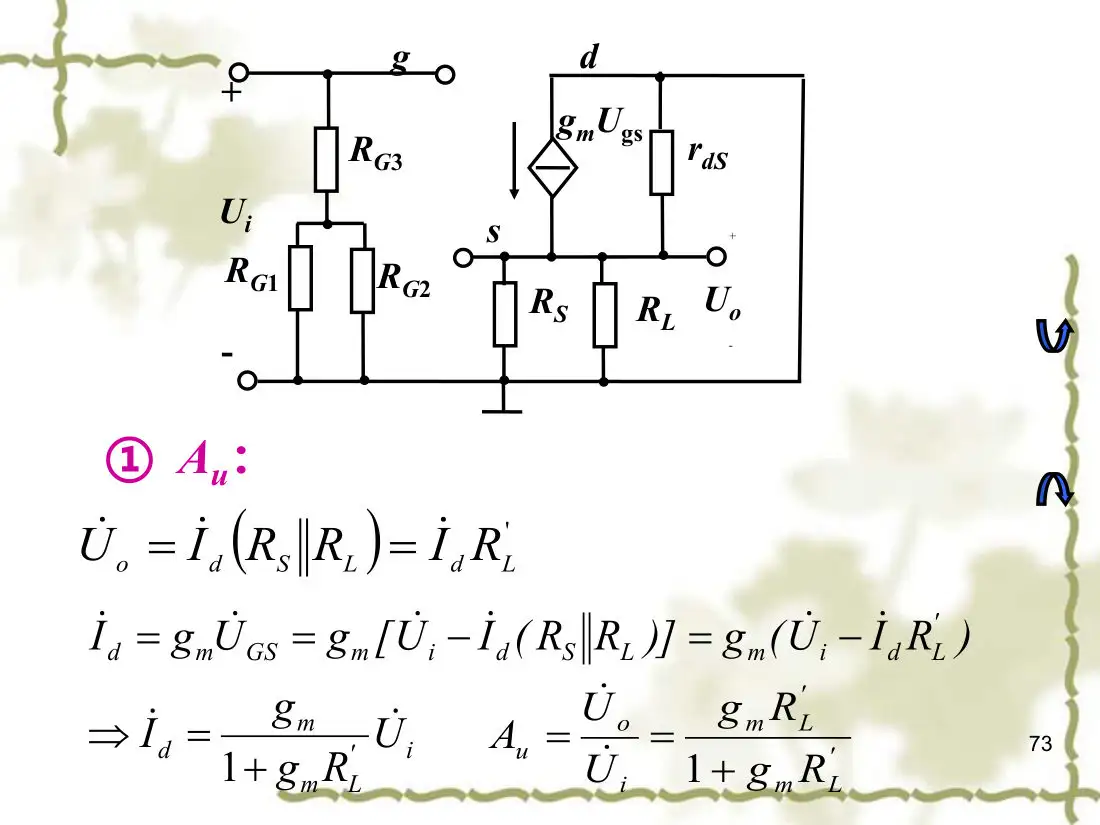 g
d
+
gmUgs
RG3
rdS
Ui
s
+
RG1
RG2
RS
RL
Uo
-
-
① Au:
U̇o = İd(RS‖RL) = İdR'L
İd = gmU̇GS = gm[U̇i − İd(RS‖RL)] = gm(U̇i − İdR'L)
⇒ İd = gm / (1 + gmR'L) U̇i   Au = U̇o / U̇i = gmR'L / (1 + gmR'L)
73